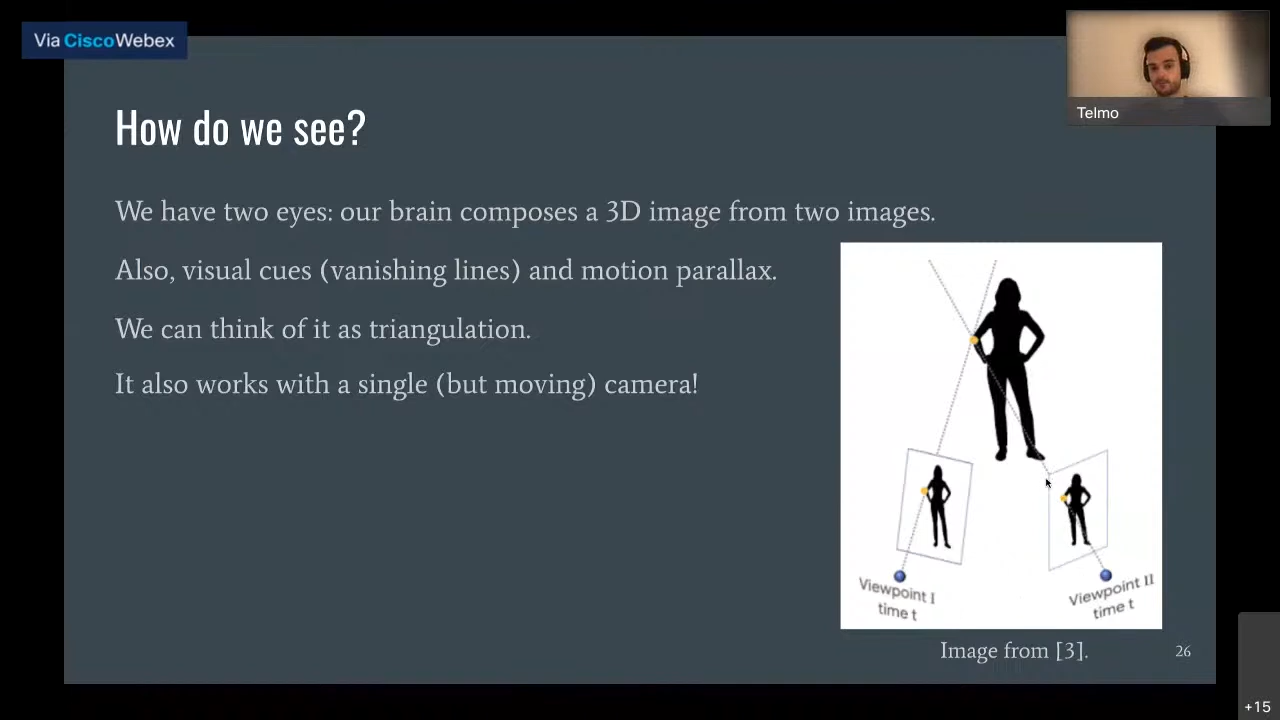 Via CiscoWebex
Telmo
How do we see?
We have two eyes: our brain composes a 3D image from two images.
Also, visual cues (vanishing lines) and motion parallax.
We can think of it as triangulation.
It also works with a single (but moving) camera!
Viewpoint I
time t
Viewpoint II
time t
Image from [3].
26
+15